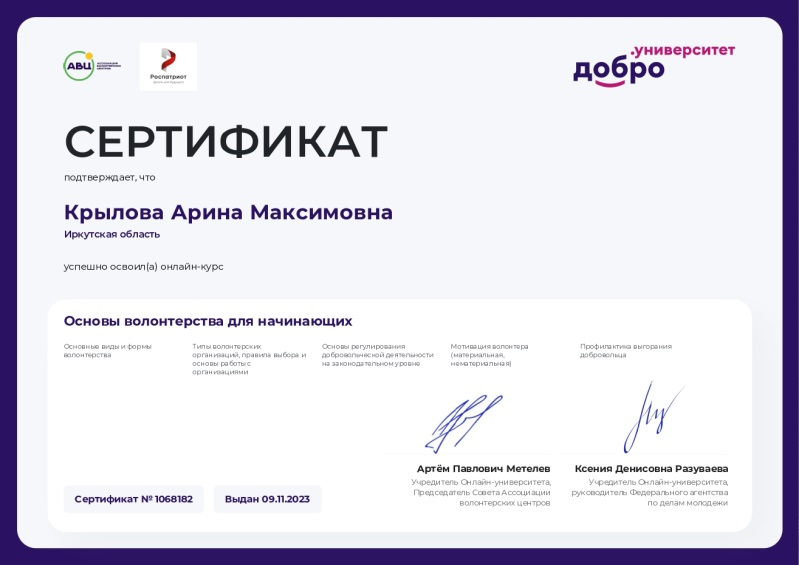 АВЦ
АССОЦИАЦИЯ
ВОЛОНТЕРСКИХ
ЦЕНТРОВ
Роспатриот
.университет
добро
СЕРТИФИКАТ
подтверждает, что
Крылова Арина Максимовна
Иркутская область
успешно освоил(а) онлайн-курс
Основы волонтерства для начинающих
Основные виды и формы
волонтерства
Типы волонтерских
организаций, правила выбора и
основы работы с
организациями
Основы регулирования
добровольческой деятельности
на законодательном уровне
Мотивация волонтера
(материальная,
нематериальная)
Профилактика выгорания
добровольца
Артём Павлович Метелев
Учредитель Онлайн-университета,
Председатель Совета Ассоциации
волонтерских центров
Ксения Денисовна Разуваева
Учредитель Онлайн-университета,
руководитель Федерального агентства
по делам молодежи
Сертификат № 1068182
Выдан 09.11.2023